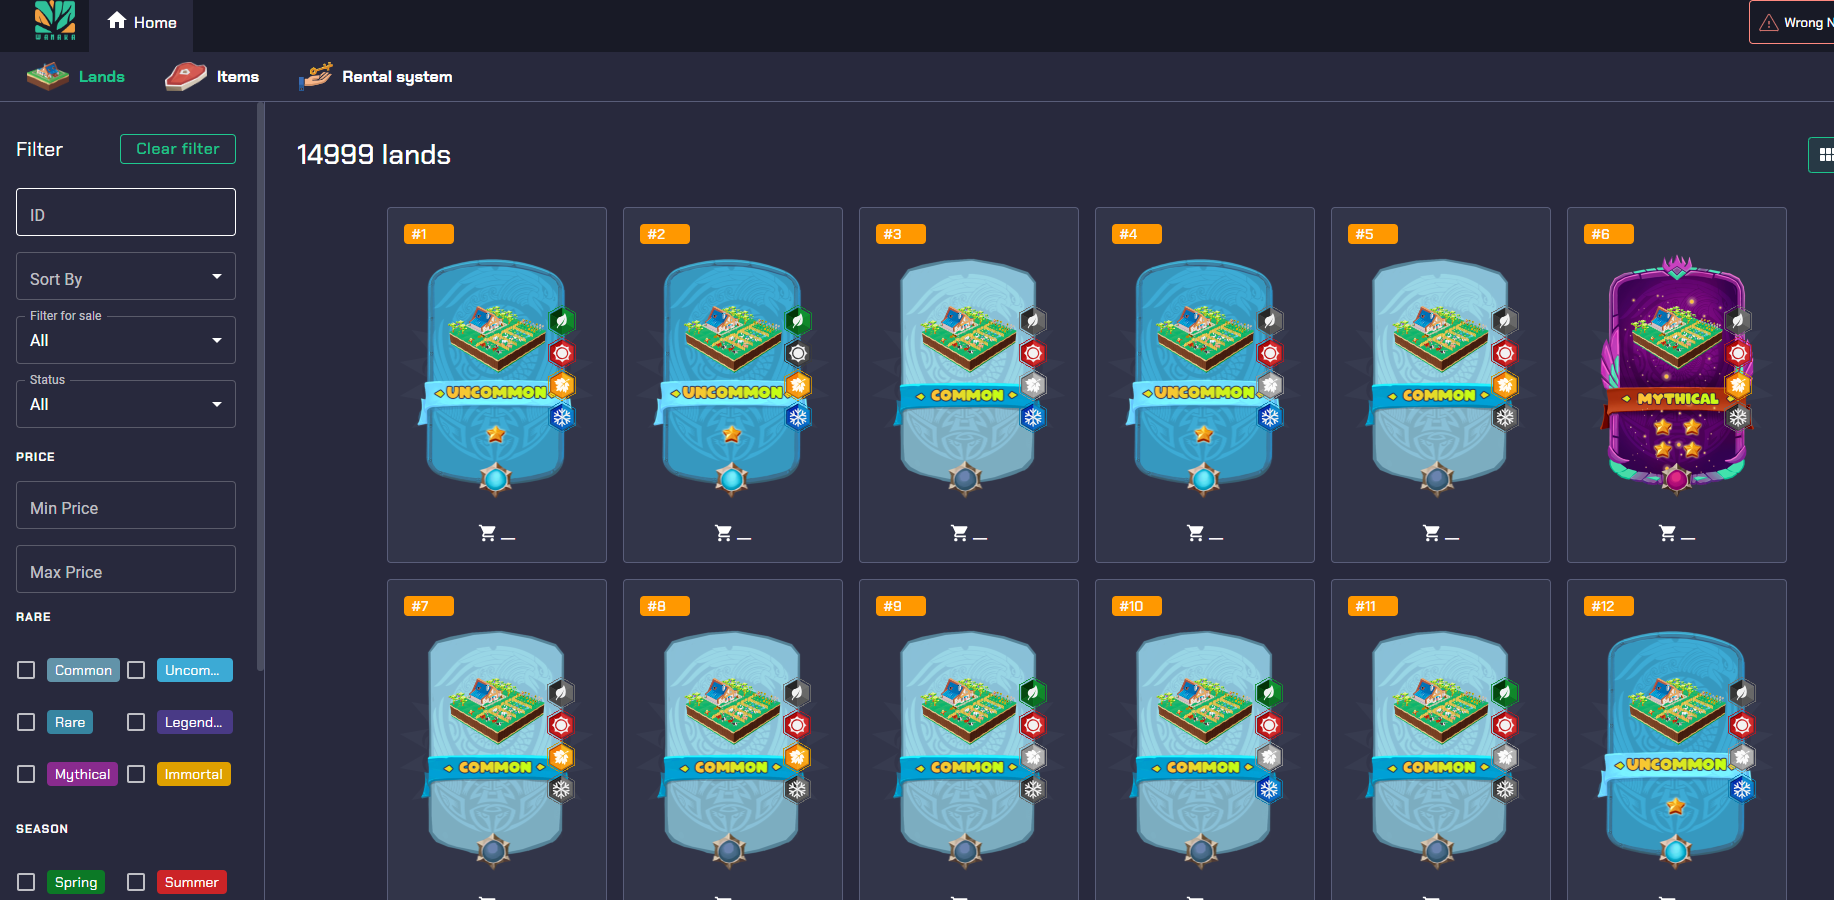 WANAKA
Home
Wrong N
Lands
Items
Rental system
Filter
Clear filter
ID
Sort By
Filter for sale
All
Status
All
PRICE
Min Price
Max Price
RARE
Common
Uncom...
Rare
Legend...
Mythical
Immortal
SEASON
Spring
Summer
14999 lands
#1
UNCOMMON
#2
UNCOMMON
#3
COMMON
#4
UNCOMMON
#5
COMMON
#6
MYTHICAL
#7
COMMON
#8
COMMON
#9
COMMON
#10
COMMON
#11
COMMON
#12
UNCOMMON